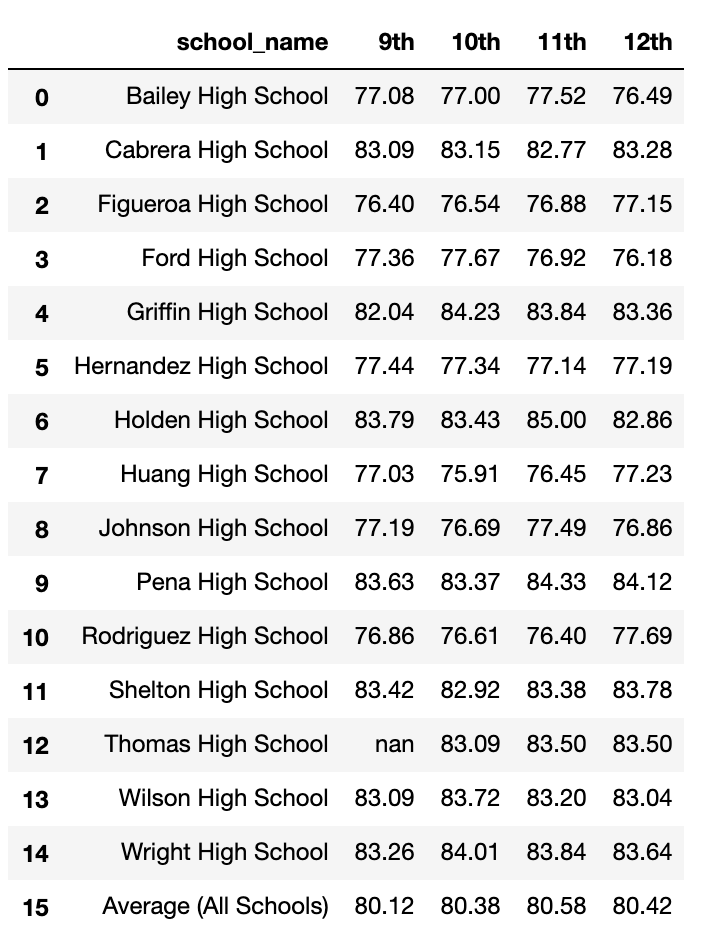 school_name 9th 10th 11th 12th
0 Bailey High School 77.08 77.00 77.52 76.49
1 Cabrera High School 83.09 83.15 82.77 83.28
2 Figueroa High School 76.40 76.54 76.88 77.15
3 Ford High School 77.36 77.67 76.92 76.18
4 Griffin High School 82.04 84.23 83.84 83.36
5 Hernandez High School 77.44 77.34 77.14 77.19
6 Holden High School 83.79 83.43 85.00 82.86
7 Huang High School 77.03 75.91 76.45 77.23
8 Johnson High School 77.19 76.69 77.49 76.86
9 Pena High School 83.63 83.37 84.33 84.12
10 Rodriguez High School 76.86 76.61 76.40 77.69
11 Shelton High School 83.42 82.92 83.38 83.78
12 Thomas High School nan 83.09 83.50 83.50
13 Wilson High School 83.09 83.72 83.20 83.04
14 Wright High School 83.26 84.01 83.84 83.64
15 Average (All Schools) 80.12 80.38 80.58 80.42